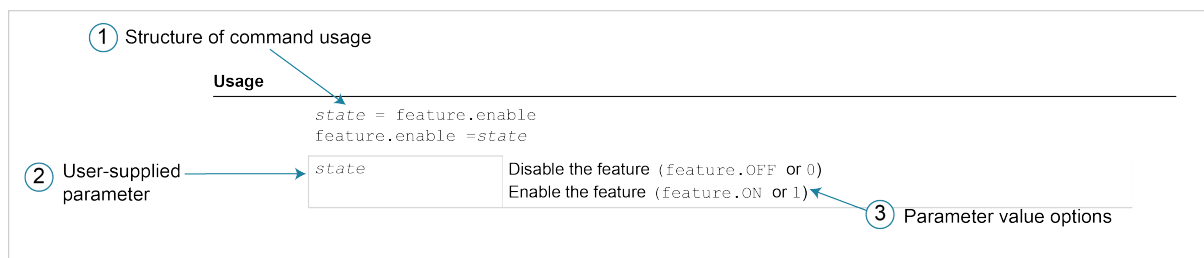 1 Structure of command usage
Usage
state = feature.enable
feature.enable =state
2 User-supplied
parameter
state
Disable the feature (feature.OFF or 0)
Enable the feature (feature.ON or 1)
3 Parameter value options